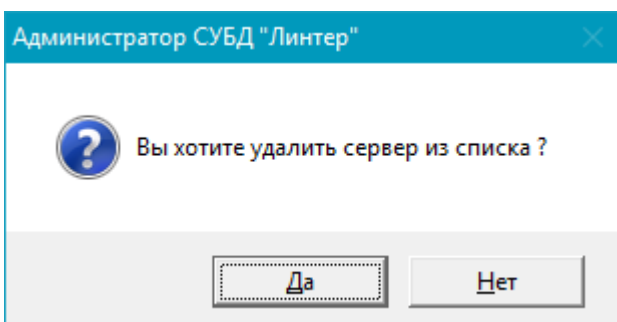 Администратор СУБД "Линтер"
Вы хотите удалить сервер из списка ?
Да
Нет